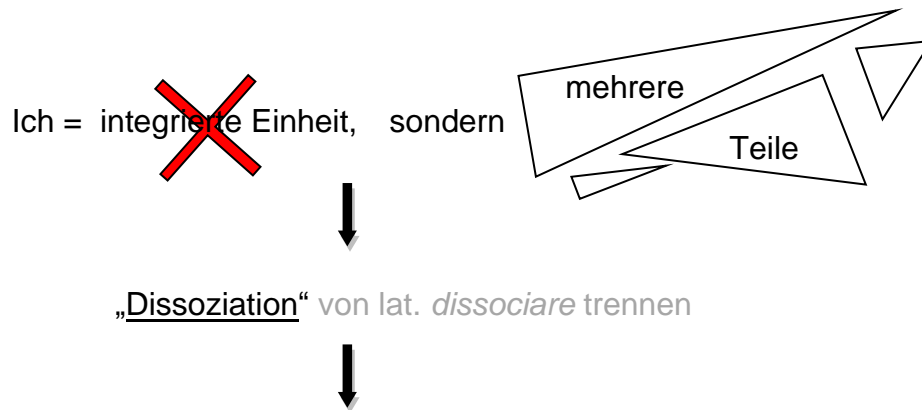 Ich = integrierte Einheit, sondern mehrere
Teile
„Dissoziation“ von lat. dissociare trennen